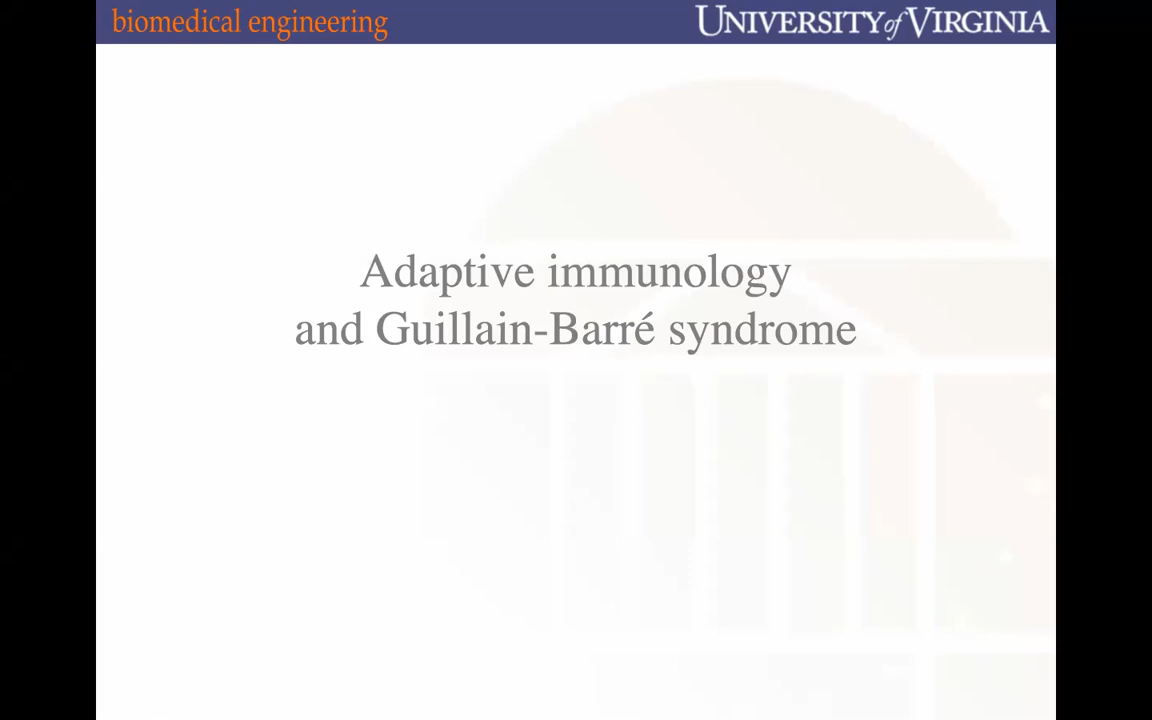 biomedical engineering
UNIVERSITY of VIRGINIA
Adaptive immunology
and Guillain-Barré syndrome